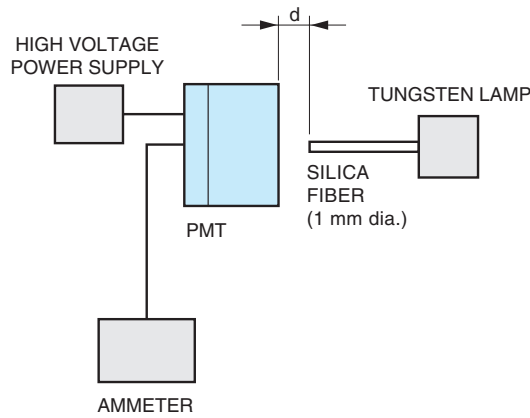 d
HIGH VOLTAGE
POWER SUPPLY
TUNGSTEN LAMP
SILICA
FIBER
(1 mm dia.)
PMT
AMMETER